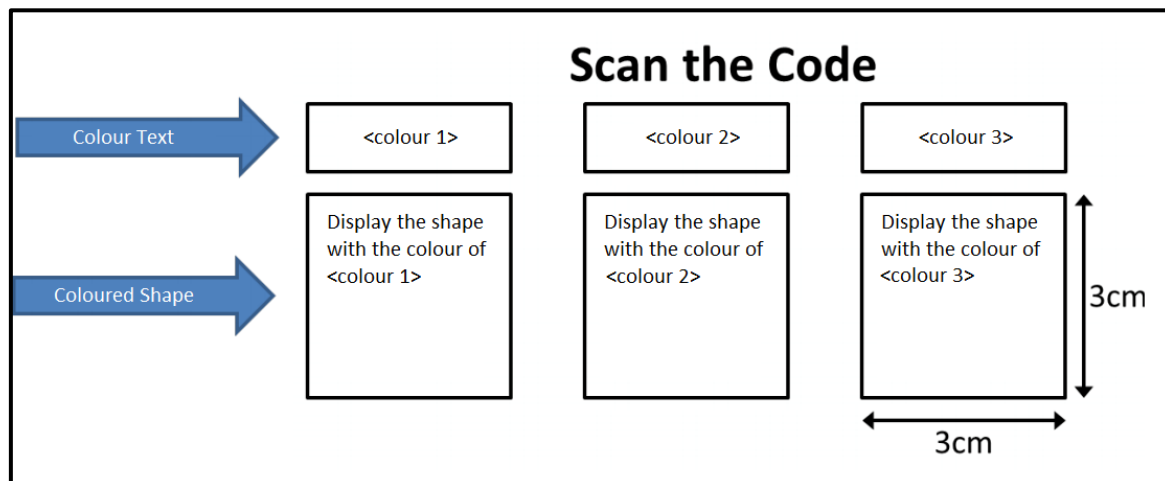 Scan the Code
Colour Text
<colour 1>
<colour 2>
<colour 3>
Coloured Shape
Display the shape
with the colour of
<colour 1>
Display the shape
with the colour of
<colour 2>
Display the shape
with the colour of
<colour 3>
3cm
3cm